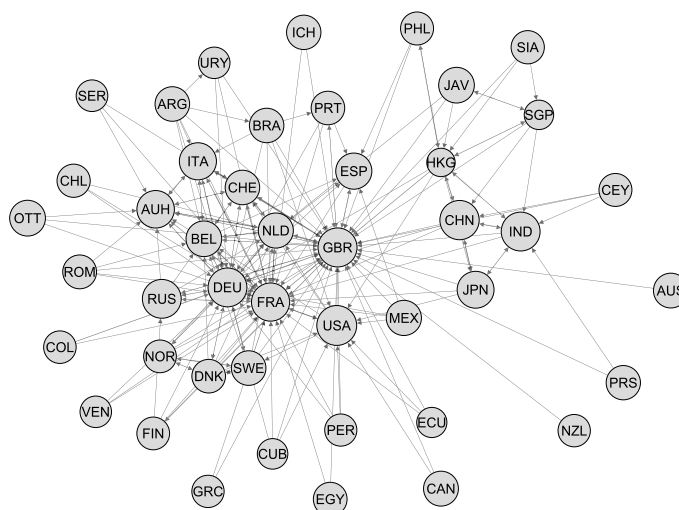 ICH
PHL
SIA
URY
SER
ARG
JAV
PRT
BRA
SGP
ITA
HKG
ESP
CHL
CHE
CEY
AUH
OTT
CHN
NLD
IND
BEL
GBR
ROM
DEU
JPN
AUS
RUS
FRA
MEX
USA
COL
NOR
SWE
DNK
PRS
VEN
ECU
PER
NZL
FIN
CUB
GRC
CAN
EGY